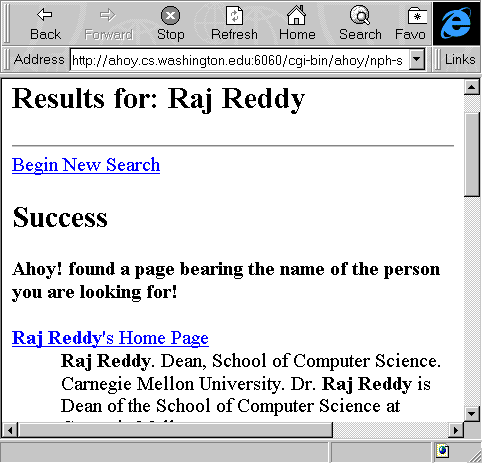 Back Forward Stop Refresh Home Search Favo
Address http://ahoy.cs.washington.edu:6060/cgi-bin/ahoy/nph-s Links
Results for: Raj Reddy
Begin New Search
Success
Ahoy! found a page bearing the name of the person
you are looking for!
Raj Reddy's Home Page
Raj Reddy. Dean, School of Computer Science.
Carnegie Mellon University. Dr. Raj Reddy is
Dean of the School of Computer Science at